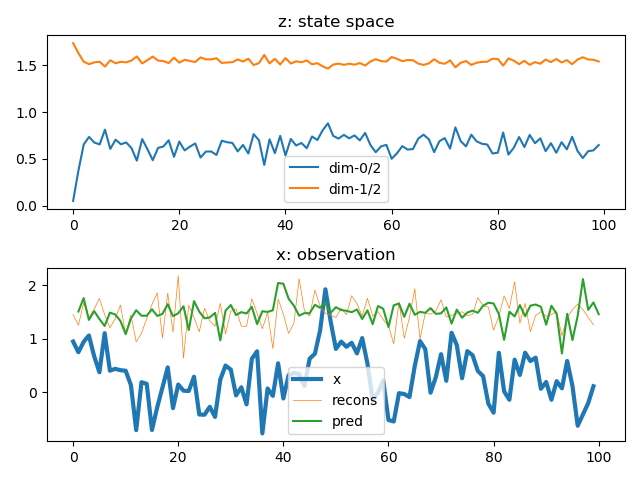 z: state space
1.5
1.0
0.5
0.0
dim-0/2
dim-1/2
0 20 40 60 80 100
x: observation
2
1
0
x
recons
pred
0 20 40 60 80 100